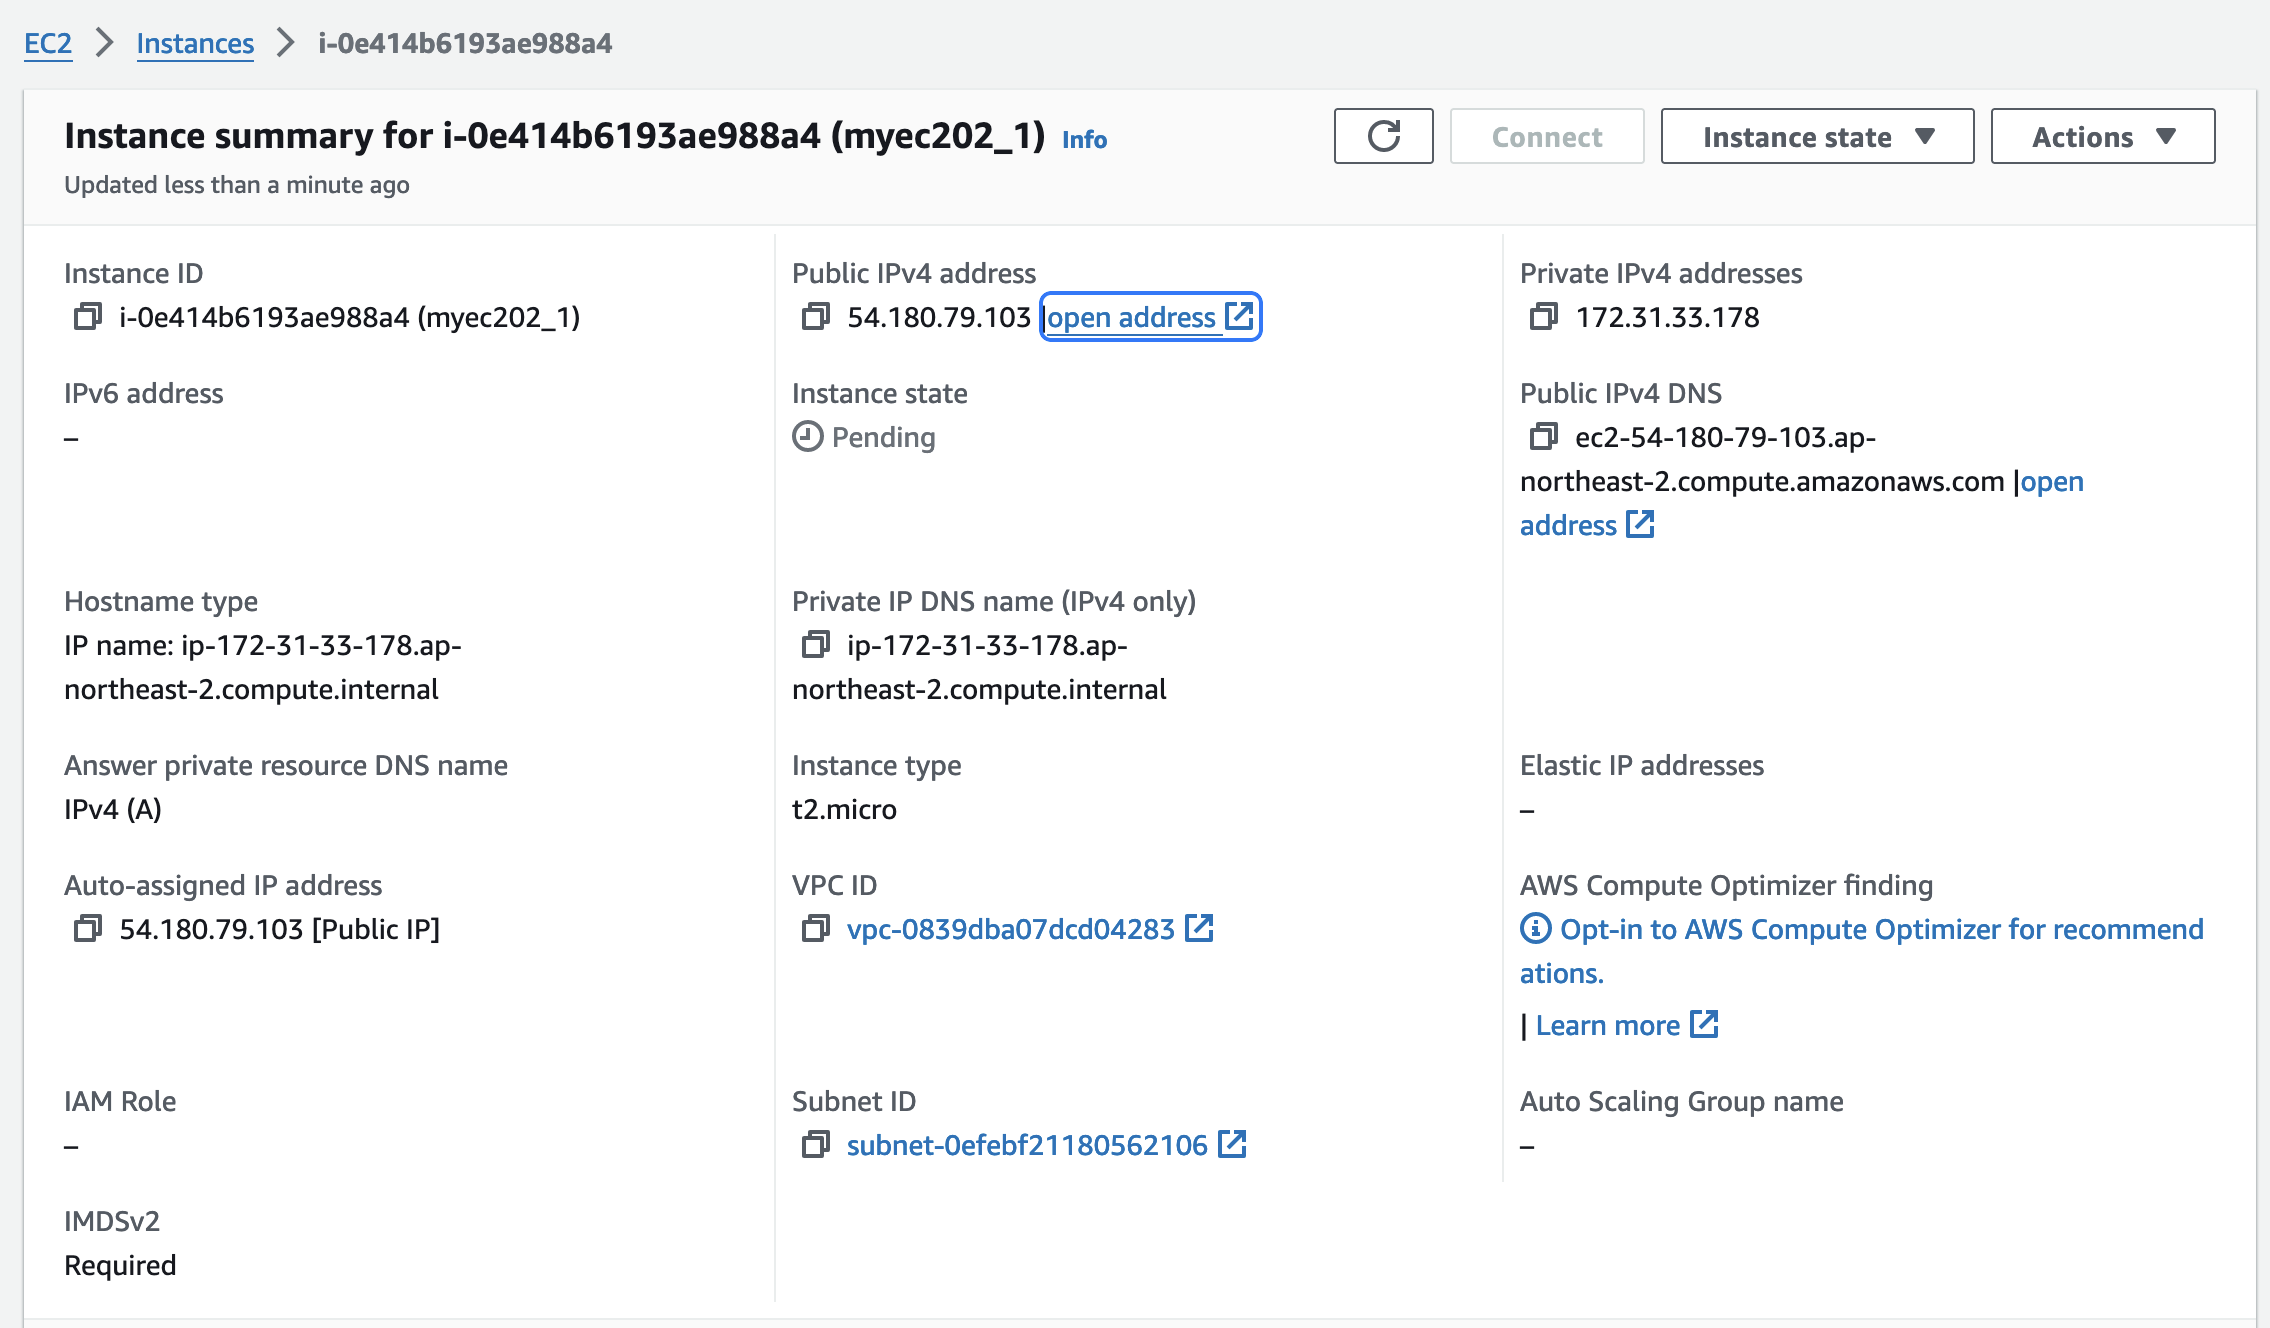 EC2 > Instances > i-0e414b6193ae988a4
Instance summary for i-0e414b6193ae988a4 (myec202_1) Info
Connect
Instance state
Actions
Updated less than a minute ago
Instance ID
i-0e414b6193ae988a4 (myec202_1)
Public IPv4 address
54.180.79.103 |open address
Private IPv4 addresses
172.31.33.178
IPv6 address
–
Instance state
Pending
Public IPv4 DNS
ec2-54-180-79-103.ap-
northeast-2.compute.amazonaws.com |open
address
Hostname type
IP name: ip-172-31-33-178.ap-
northeast-2.compute.internal
Private IP DNS name (IPv4 only)
ip-172-31-33-178.ap-
northeast-2.compute.internal
Answer private resource DNS name
IPv4 (A)
Instance type
t2.micro
Elastic IP addresses
–
Auto-assigned IP address
54.180.79.103 [Public IP]
VPC ID
vpc-0839dba07dcd04283
AWS Compute Optimizer finding
Opt-in to AWS Compute Optimizer for recommend
ations.
| Learn more
IAM Role
–
Subnet ID
subnet-0efebf21180562106
Auto Scaling Group name
–
IMDSv2
Required